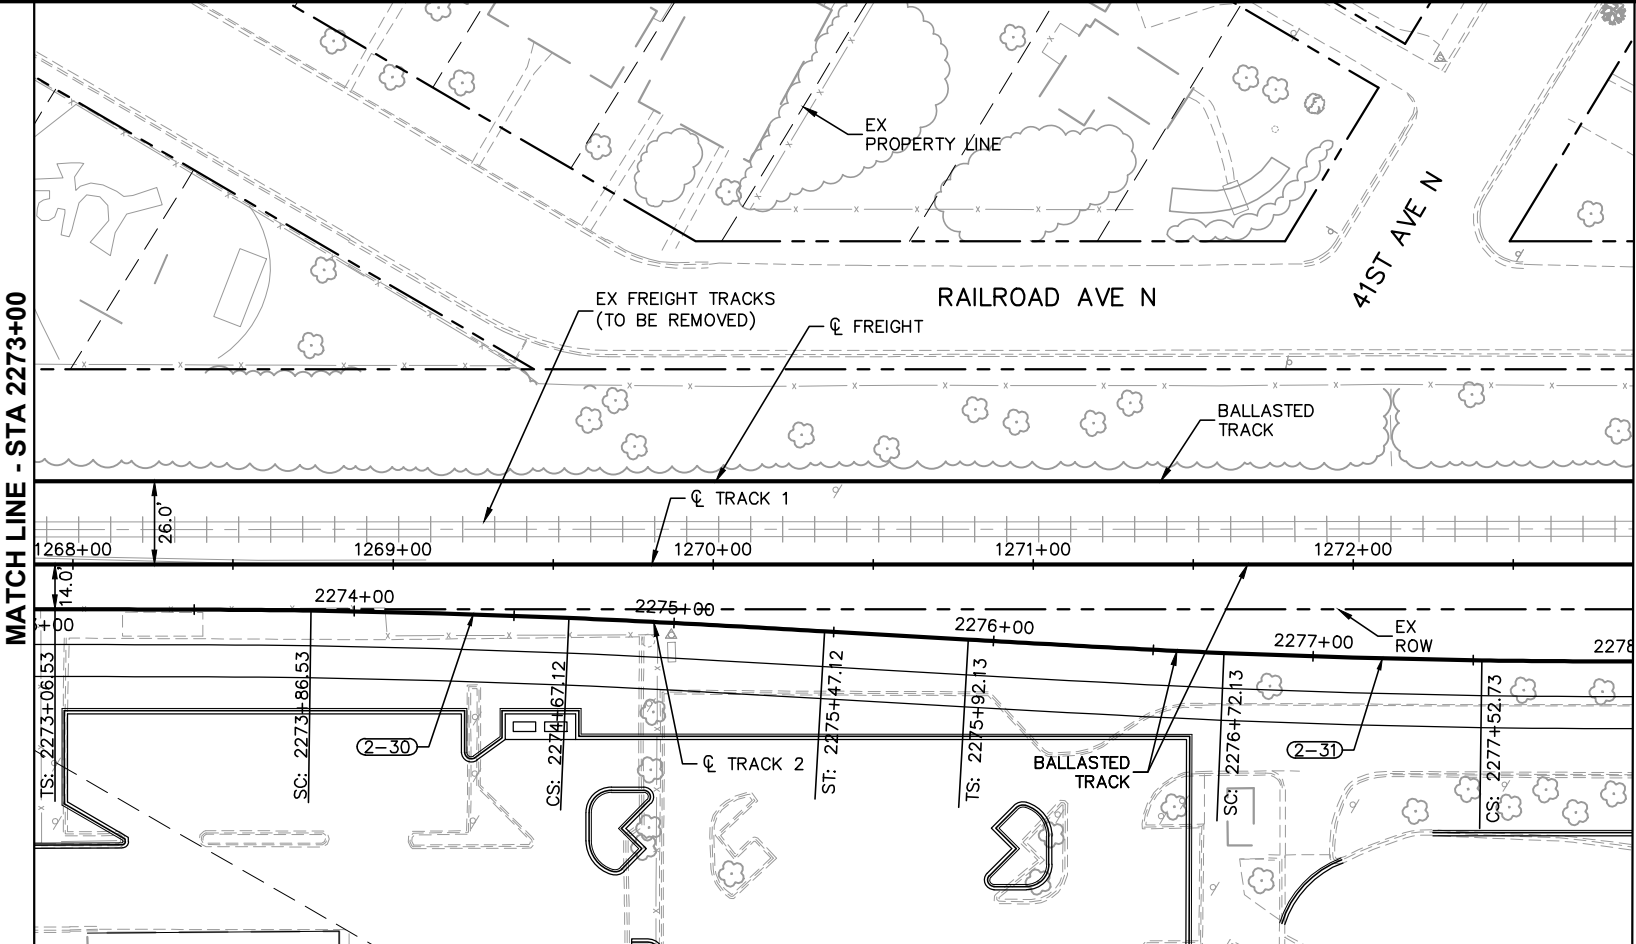 MATCH LINE - STA 2273+00
EX
PROPERTY LINE
41ST AVE N
RAILROAD AVE N
EX FREIGHT TRACKS
(TO BE REMOVED)
℄ FREIGHT
BALLASTED
TRACK
26.0'
℄ TRACK 1
1268+00
1269+00
1270+00
1271+00
1272+00
14.0'
2274+00
2275+00
2276+00
2277+00
2278
+00
EX
ROW
TS: 2273+06.53
SC: 2273+86.53
CS: 2274+67.12
ST: 2275+47.12
TS: 2275+92.13
SC: 2276+72.13
CS: 2277+52.73
2-30
2-31
℄ TRACK 2
BALLASTED
TRACK